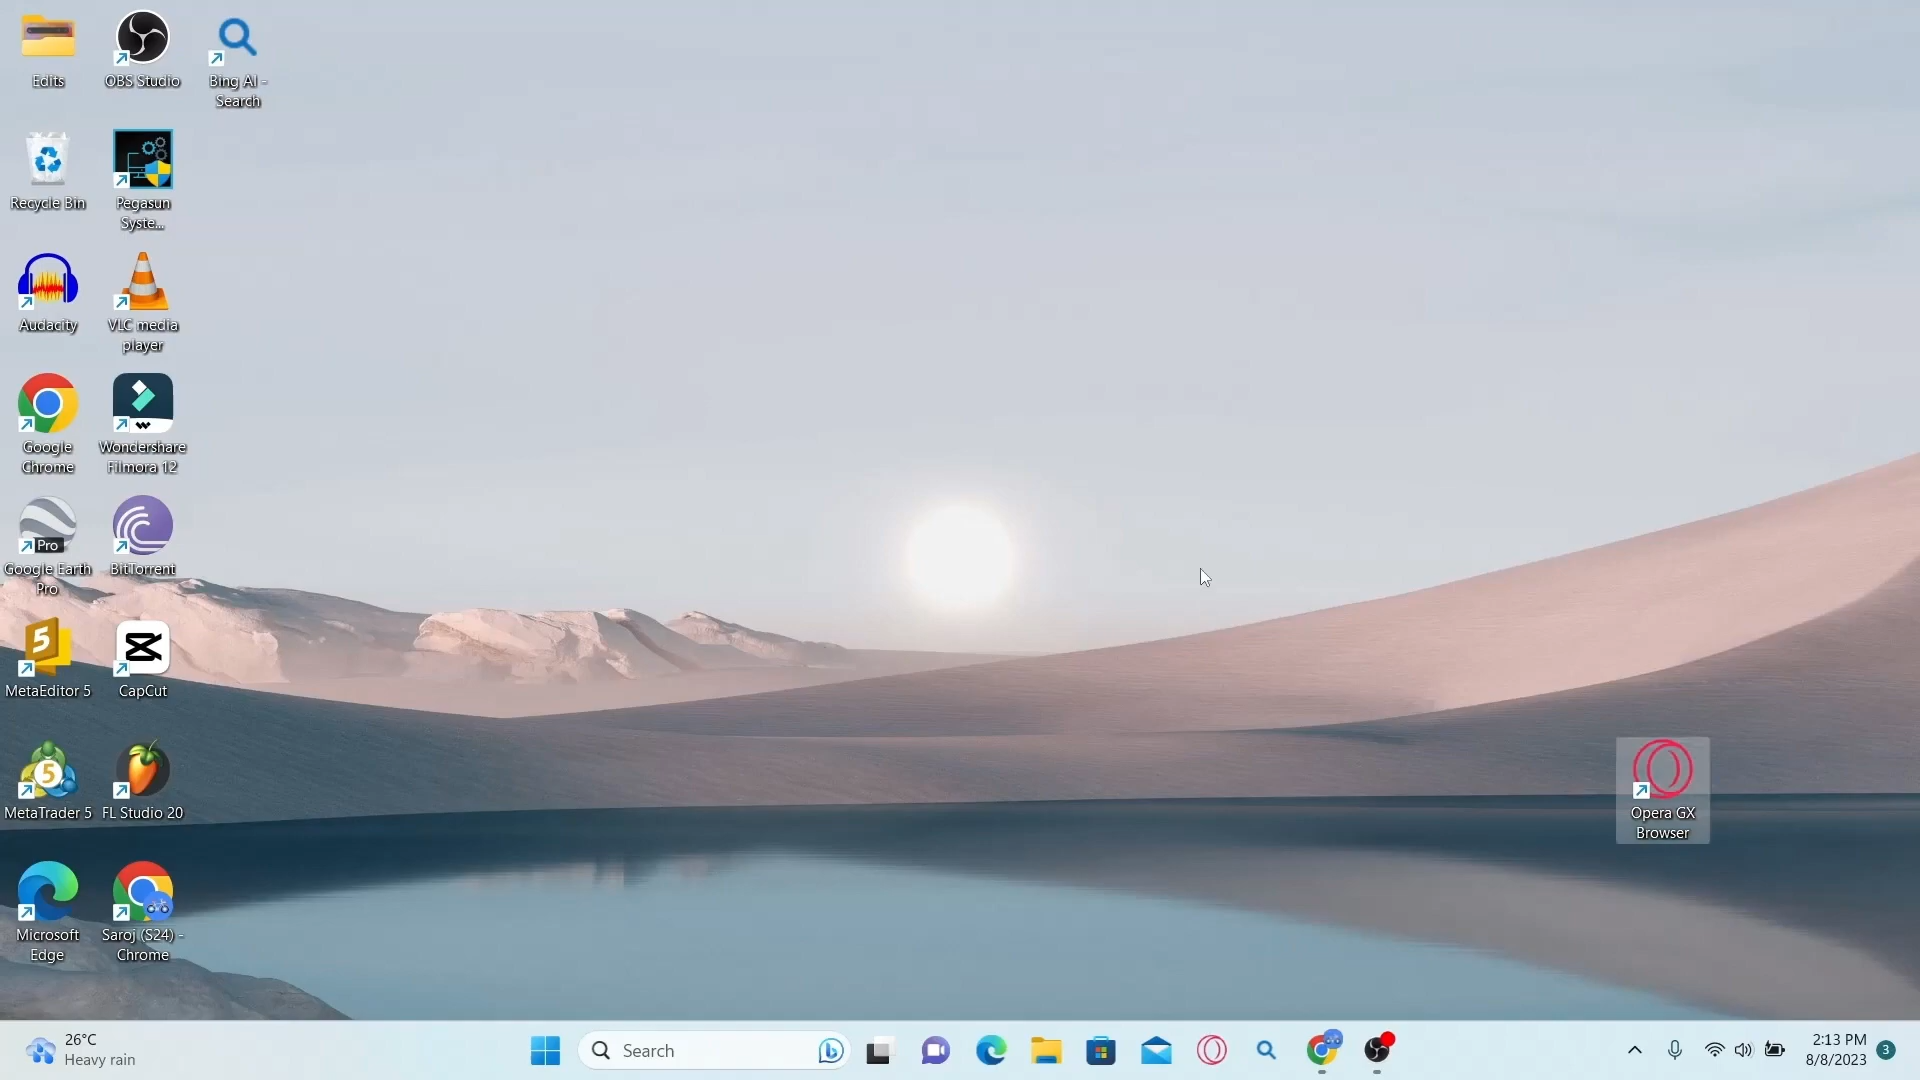 Edits
OBS Studio
Bing AI -
Search
Recycle Bin
Pegasun
Syste...
Audacity
VLC media
player
Google
Chrome
Wondershare
Filmora 12
Pro
Google Earth
Pro
BitTorrent
5
MetaEditor 5
CapCut
5
MetaTrader 5
FL Studio 20
Opera GX
Browser
Microsoft
Edge
Saroj (S24) -
Chrome
26°C
Heavy rain
Search
2:13 PM
8/8/2023
3